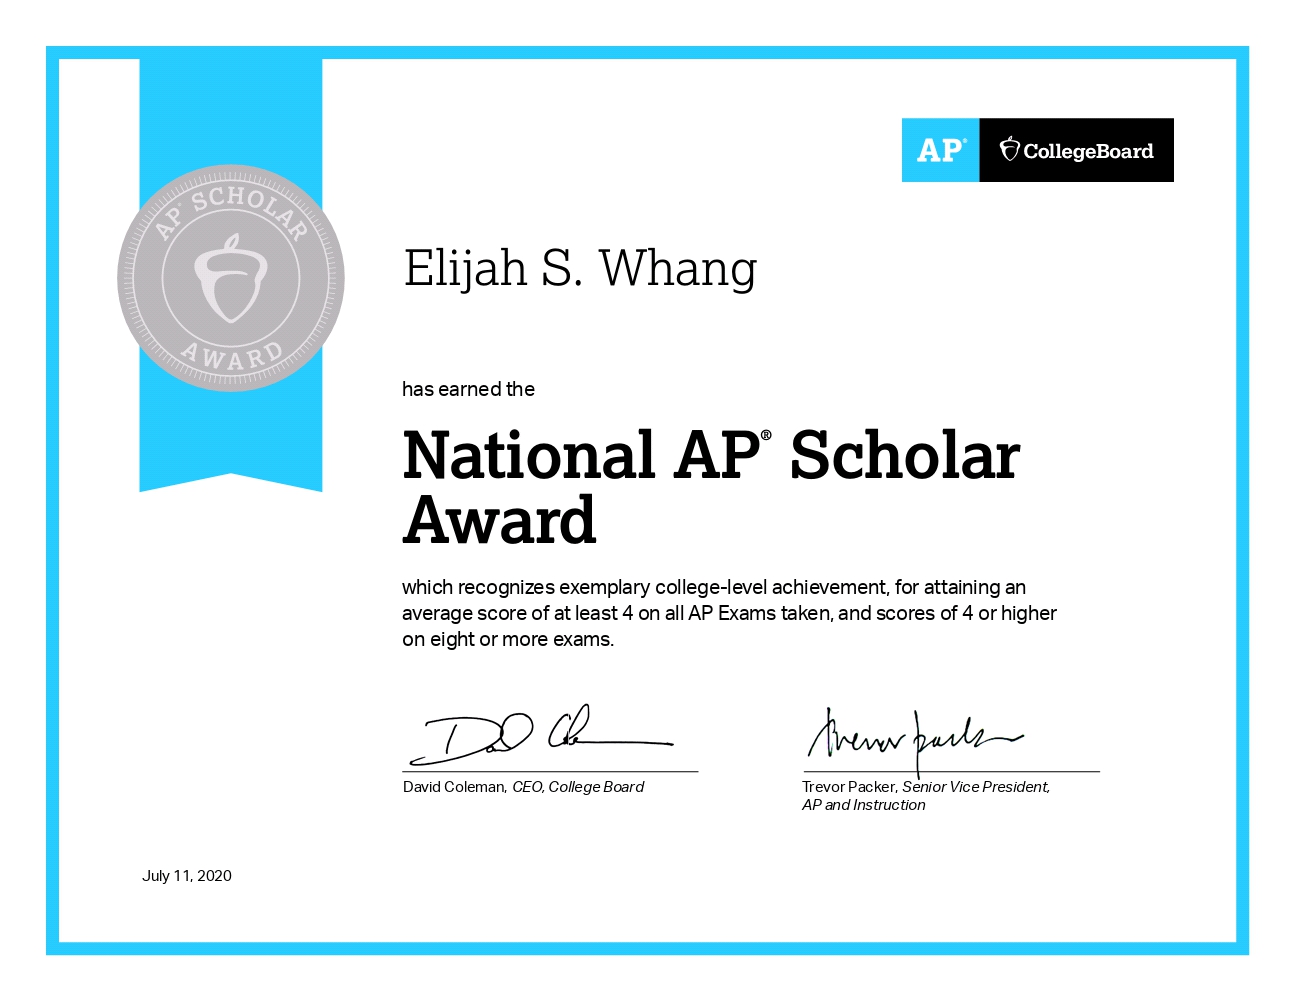 AP® CollegeBoard
AP® SCHOLAR
AWARD
Elijah S. Whang
has earned the
National AP® Scholar
Award
which recognizes exemplary college-level achievement, for attaining an
average score of at least 4 on all AP Exams taken, and scores of 4 or higher
on eight or more exams.
David Coleman, CEO, College Board
Trevor Packer, Senior Vice President,
AP and Instruction
July 11, 2020